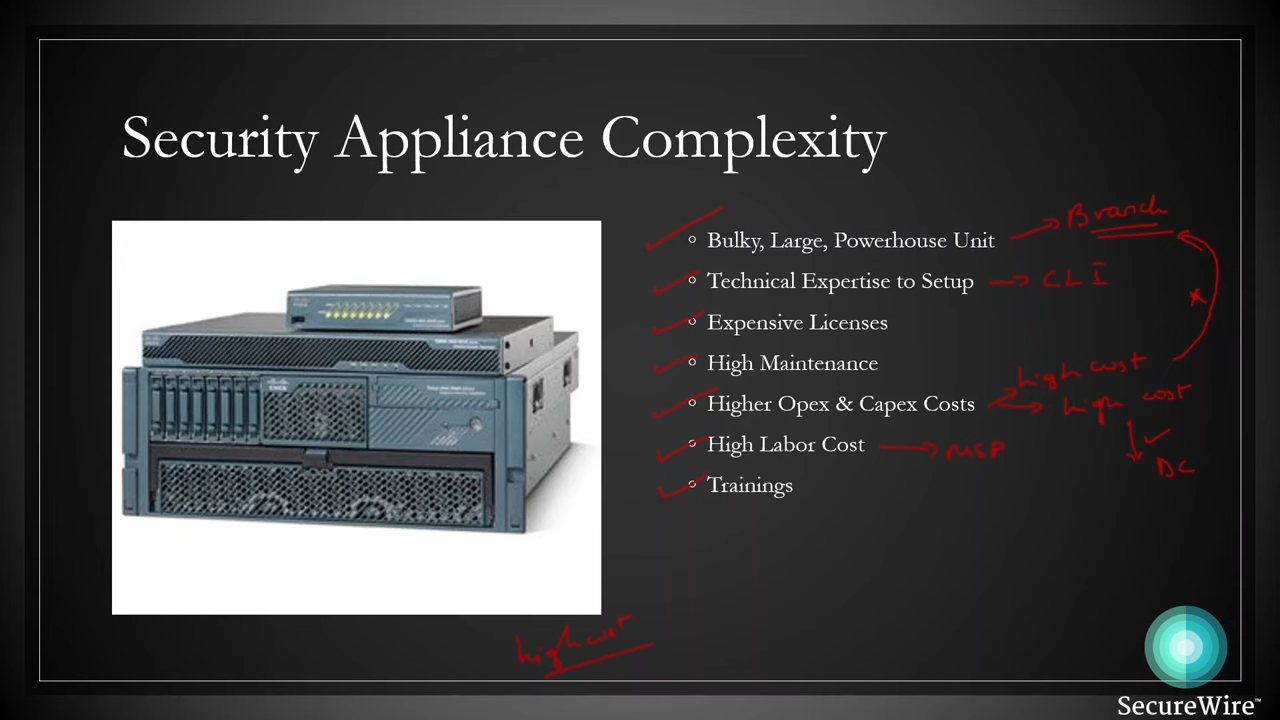 Security Appliance Complexity
Bulky, Large, Powerhouse Unit → Branch
Technical Expertise to Setup → CLI
Expensive Licenses
High Maintenance
high cost
Higher Opex & Capex Costs → high cost
High Labor Cost → MSP
DC
Trainings
high cost
SecureWire™